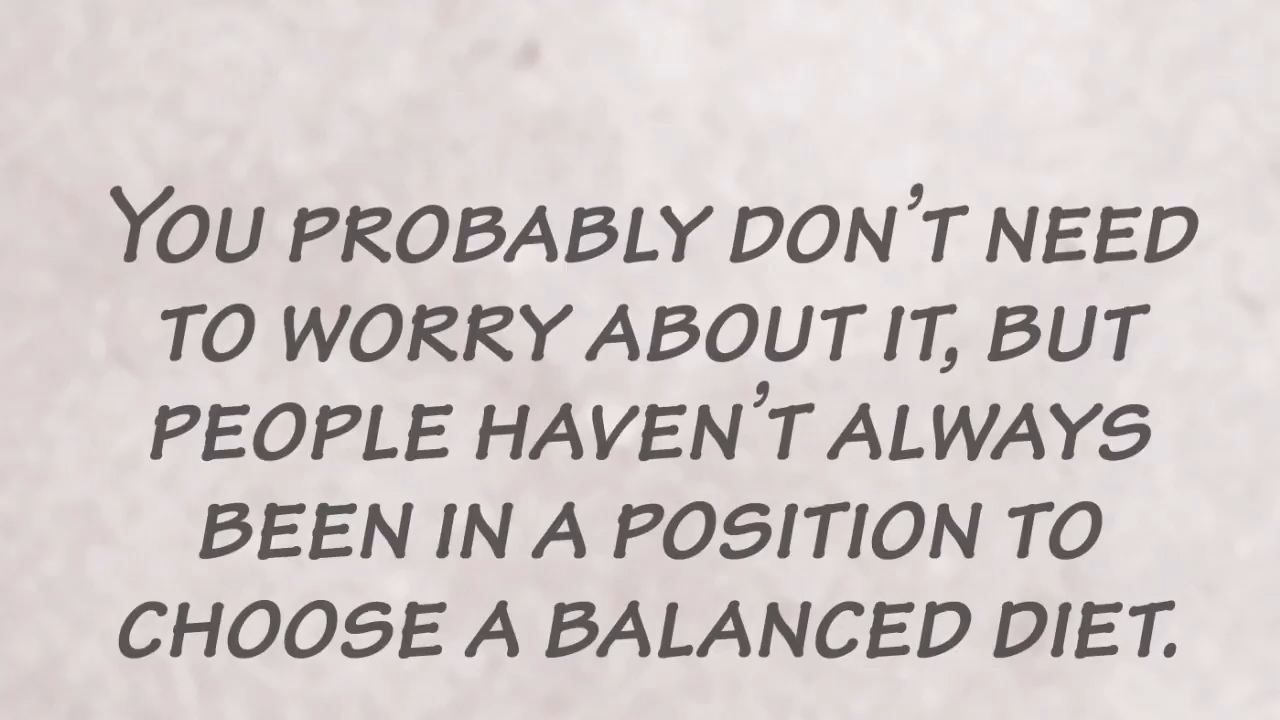 You probably don't need
to worry about it, but
people haven't always
been in a position to
choose a balanced diet.